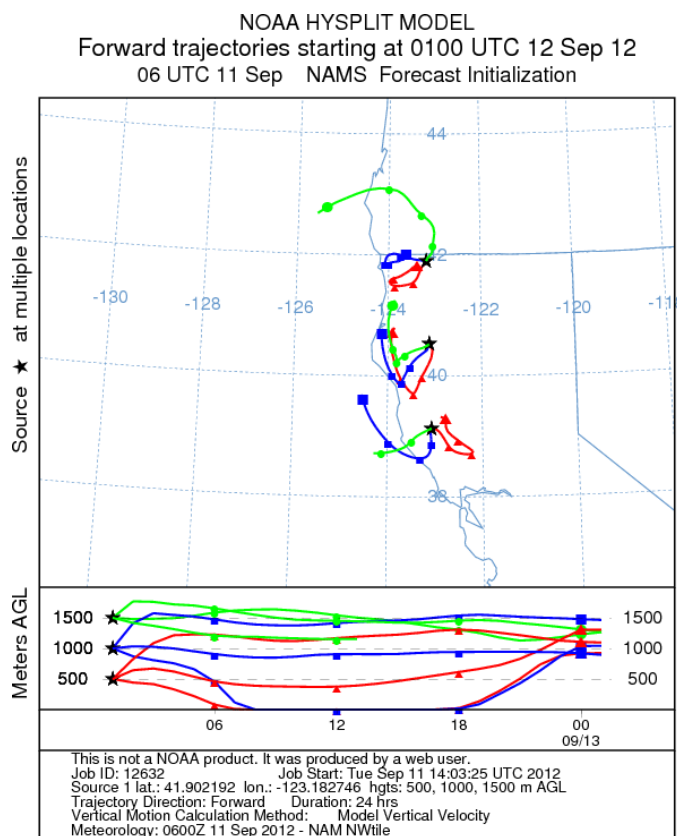 NOAA HYSPLIT MODEL
Forward trajectories starting at 0100 UTC 12 Sep 12
06 UTC 11 Sep NAMS Forecast Initialization
Source ★ at multiple locations
44
42
-130
-128
-126
-124
-122
-120
-118
40
38
Meters AGL
1500
1500
1000
1000
500
500
06
12
18
00
09/13
This is not a NOAA product. It was produced by a web user.
Job ID: 12632 Job Start: Tue Sep 11 14:03:25 UTC 2012
Source 1 lat.: 41.902192 lon.: -123.182746 hgts: 500, 1000, 1500 m AGL
Trajectory Direction: Forward Duration: 24 hrs
Vertical Motion Calculation Method: Model Vertical Velocity
Meteorology: 0600Z 11 Sep 2012 - NAM NWtile